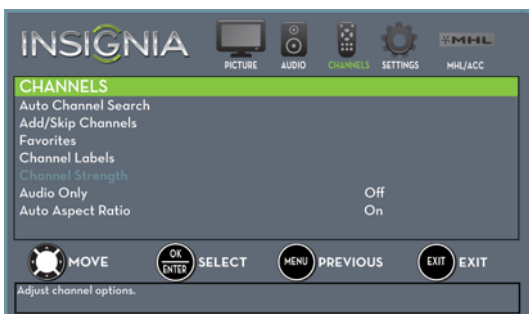 INSIGNIA
PICTURE AUDIO CHANNELS SETTINGS MHL MHL/ACC
CHANNELS
Auto Channel Search
Add/Skip Channels
Favorites
Channel Labels
Channel Strength
Audio Only Off
Auto Aspect Ratio On
MOVE OK ENTER SELECT MENU PREVIOUS EXIT EXIT
Adjust channel options.